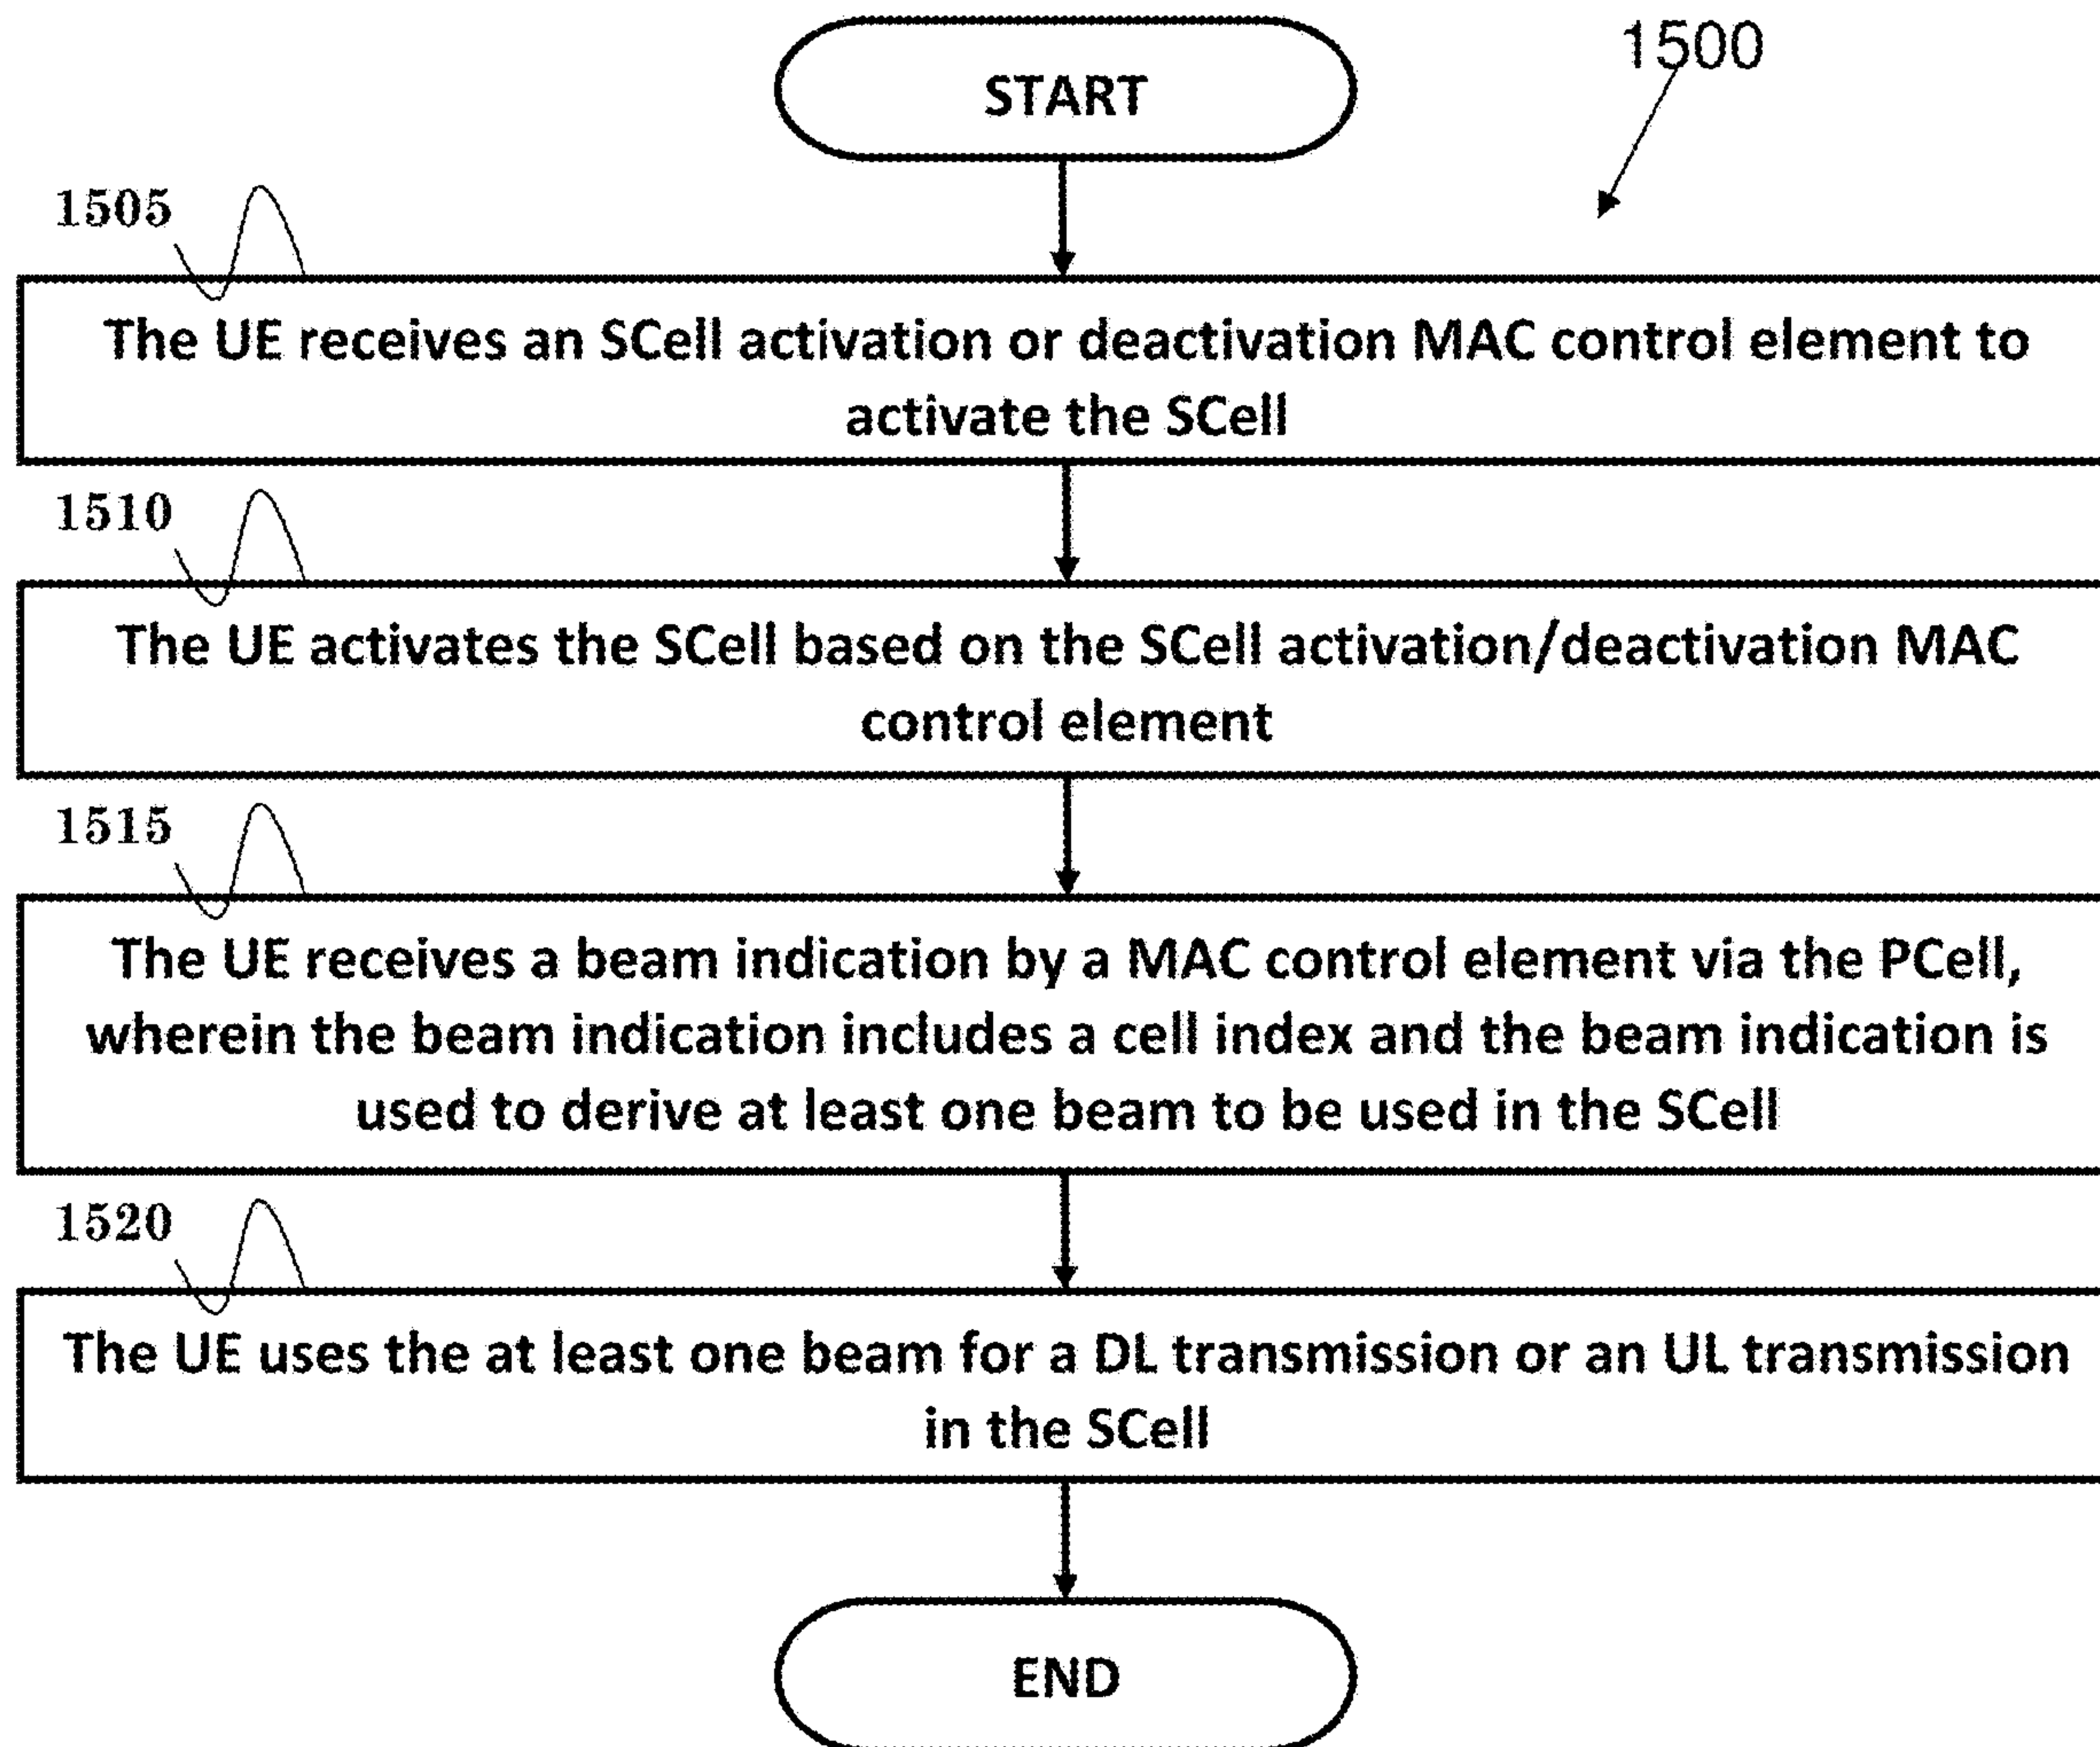 START
1500
1505
The UE receives an SCell activation or deactivation MAC control element to
activate the SCell
1510
The UE activates the SCell based on the SCell activation/deactivation MAC
control element
1515
The UE receives a beam indication by a MAC control element via the PCell,
wherein the beam indication includes a cell index and the beam indication is
used to derive at least one beam to be used in the SCell
1520
The UE uses the at least one beam for a DL transmission or an UL transmission
in the SCell
END